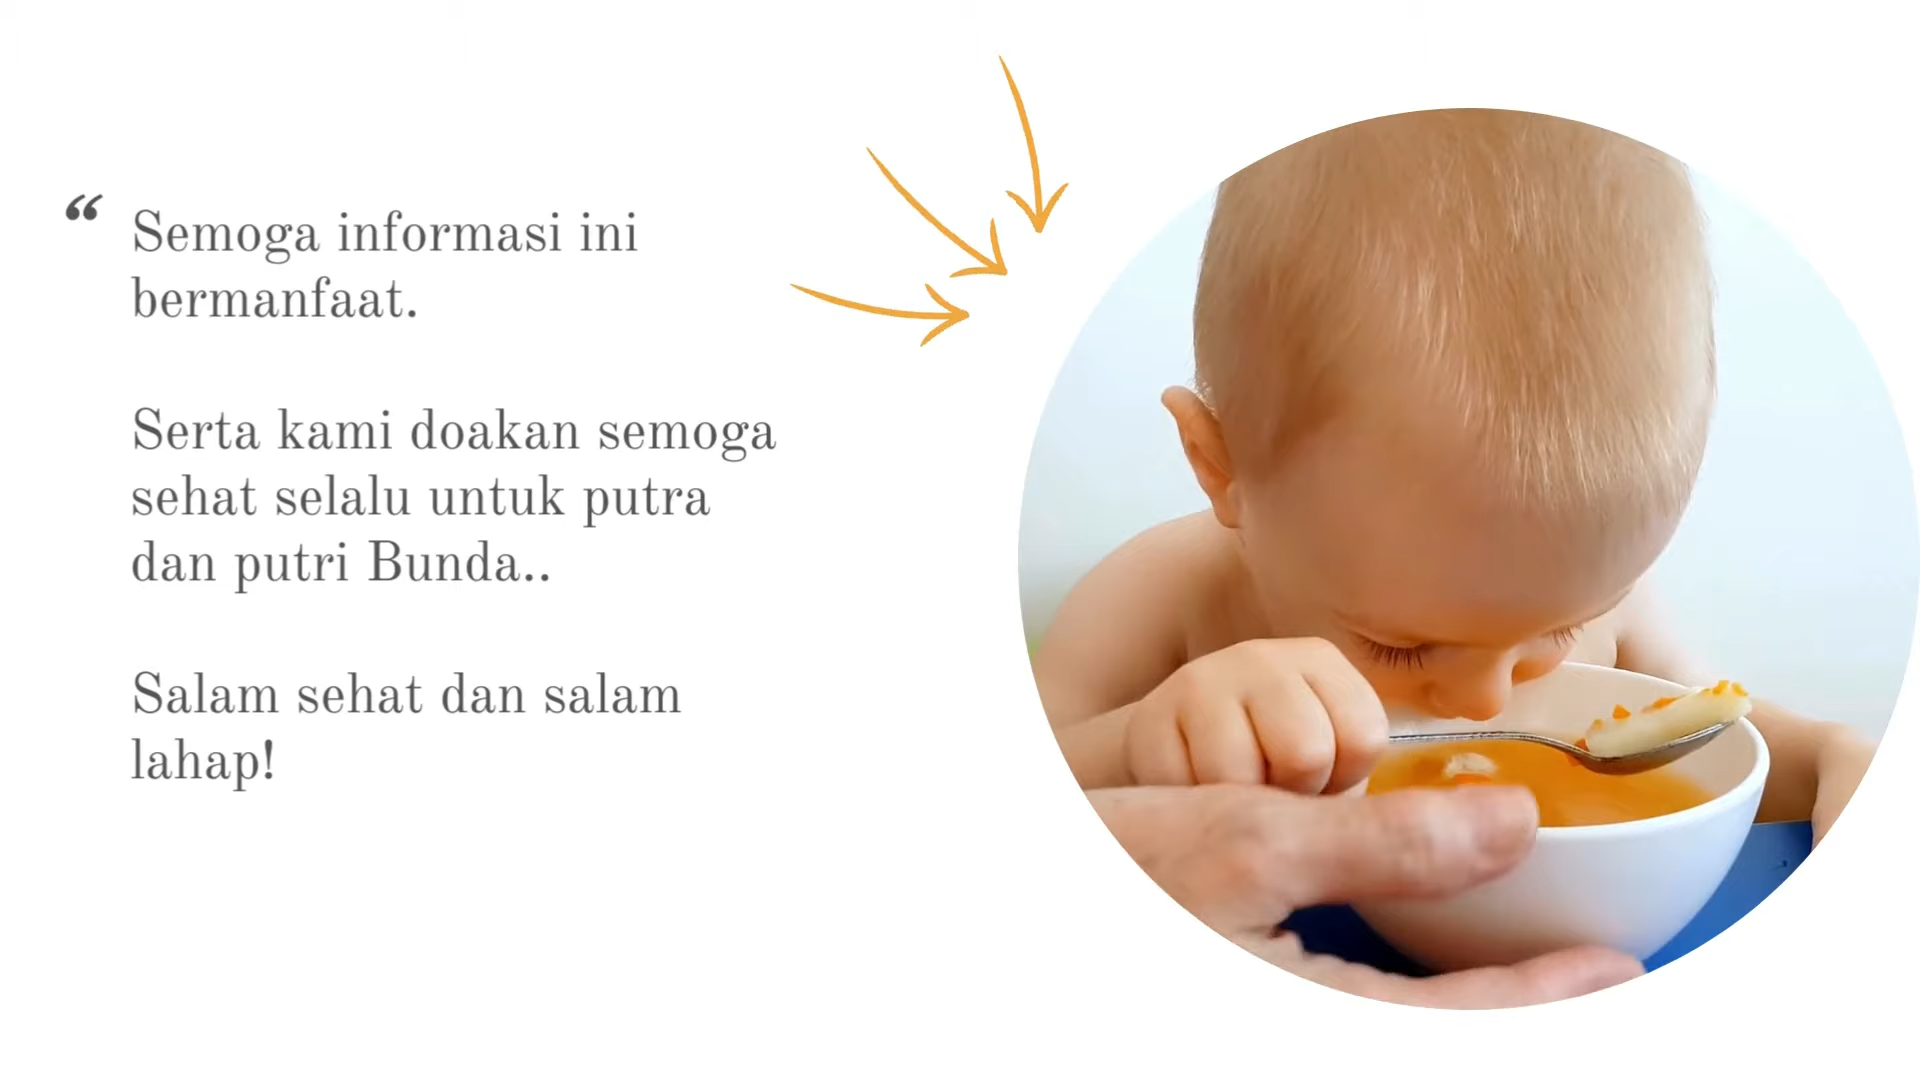 “ Semoga informasi ini
bermanfaat.
Serta kami doakan semoga
sehat selalu untuk putra
dan putri Bunda..
Salam sehat dan salam
lahap!